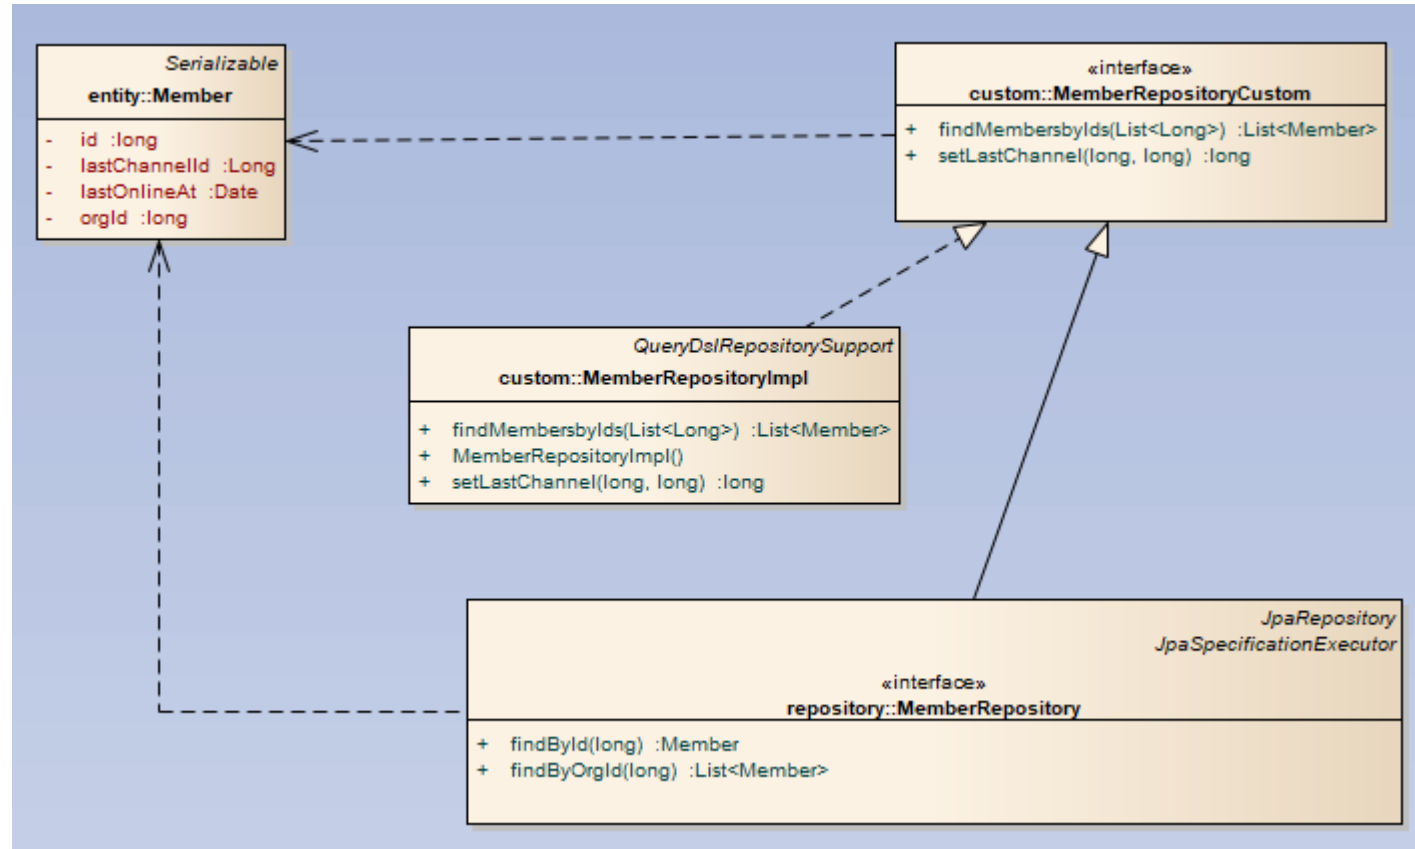 Serializable
entity::Member
- id :long
- lastChannelId :Long
- lastOnlineAt :Date
- orgId :long
«interface»
custom::MemberRepositoryCustom
+ findMembersbyIds(List<Long>) :List<Member>
+ setLastChannel(long, long) :long
QueryDslRepositorySupport
custom::MemberRepositoryImpl
+ findMembersbyIds(List<Long>) :List<Member>
+ MemberRepositoryImpl()
+ setLastChannel(long, long) :long
JpaRepository
JpaSpecificationExecutor
«interface»
repository::MemberRepository
+ findById(long) :Member
+ findByOrgId(long) :List<Member>